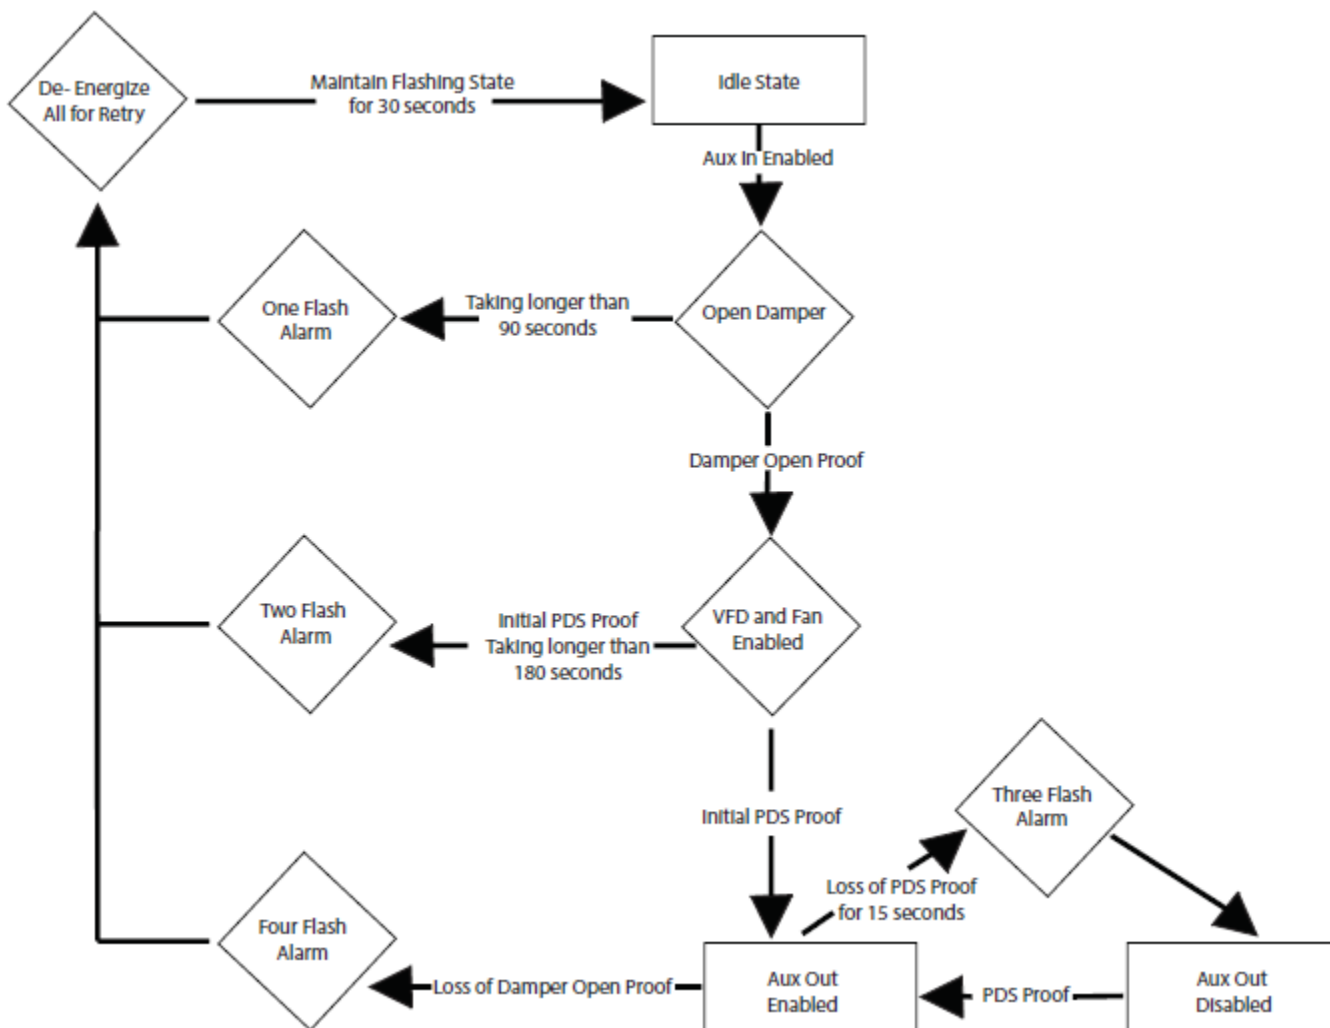 De- Energize
All for Retry
Maintain Flashing State
for 30 seconds
Idle State
Aux In Enabled
One Flash
Alarm
Taking longer than
90 seconds
Open Damper
Damper Open Proof
Two Flash
Alarm
Initial PDS Proof
Taking longer than
180 seconds
VFD and Fan
Enabled
Initial PDS Proof
Three Flash
Alarm
Loss of PDS Proof
for 15 seconds
Four Flash
Alarm
Loss of Damper Open Proof
Aux Out
Enabled
PDS Proof
Aux Out
Disabled